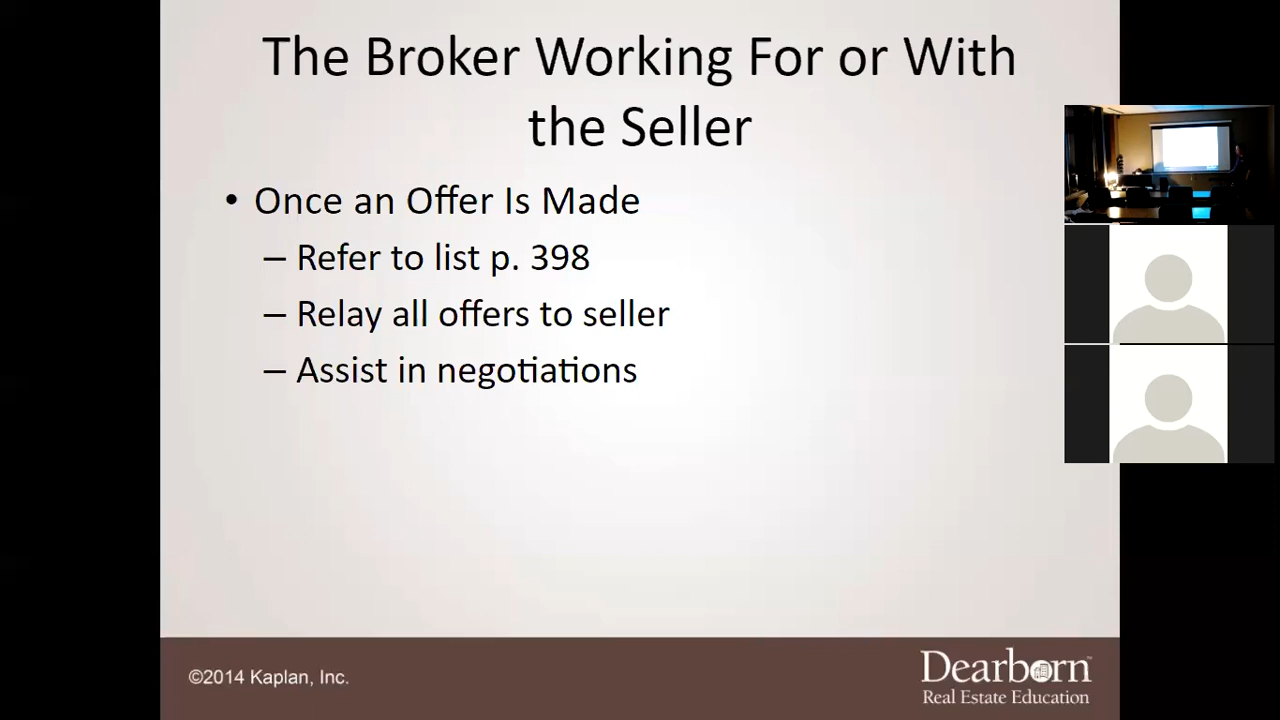 The Broker Working For or With
the Seller
• Once an Offer Is Made
– Refer to list p. 398
– Relay all offers to seller
– Assist in negotiations
©2014 Kaplan, Inc.
Dearborn™
Real Estate Education